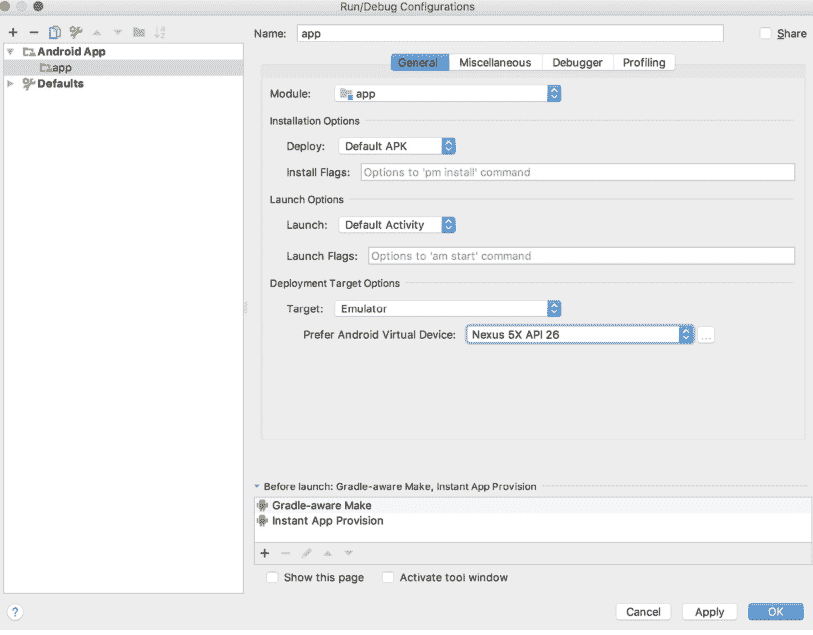 Run/Debug Configurations
Name: app Share
Android App
app
Defaults
General Miscellaneous Debugger Profiling
Module: app
Installation Options
Deploy: Default APK
Install Flags: Options to 'pm install' command
Launch Options
Launch: Default Activity
Launch Flags: Options to 'am start' command
Deployment Target Options
Target: Emulator
Prefer Android Virtual Device: Nexus 5X API 26 ...
Before launch: Gradle-aware Make, Instant App Provision
Gradle-aware Make
Instant App Provision
Show this page Activate tool window
? Cancel Apply OK